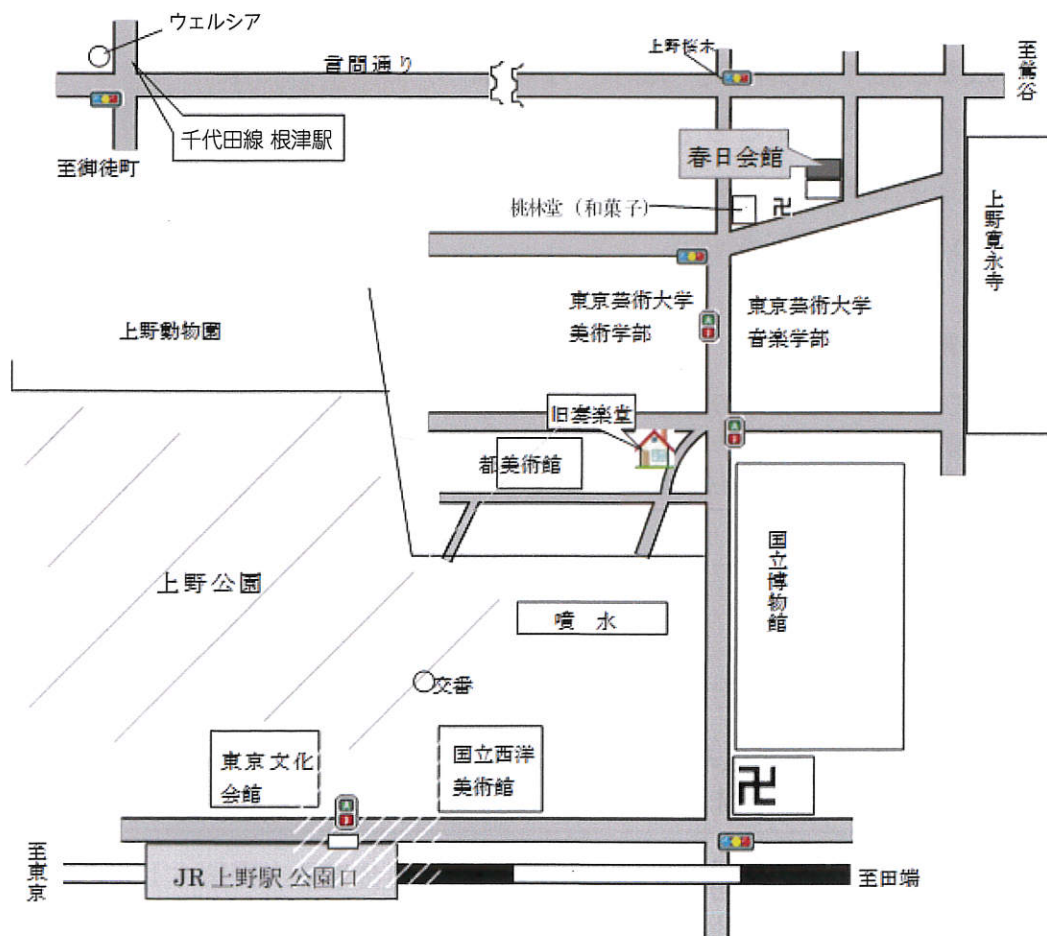 ウェルシア
言問通り
上野桜木
至鶯谷
千代田線 根津駅
至御徒町
春日会館
桃林堂（和菓子）
卍
上野寛永寺
東京芸術大学
美術学部
東京芸術大学
音楽学部
上野動物園
旧奏楽堂
都美術館
国立博物館
上野公園
噴 水
交番
東京文化
会館
国立西洋
美術館
卍
至東京
JR 上野駅 公園口
至田端